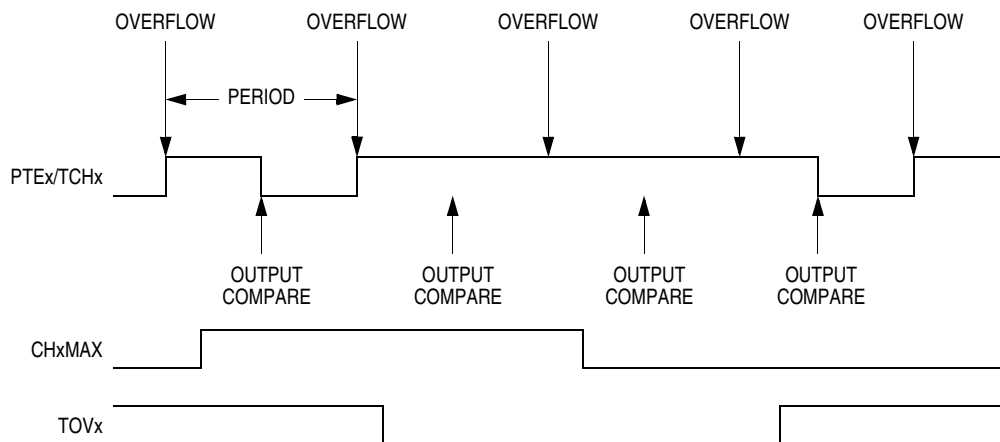 OVERFLOW OVERFLOW OVERFLOW OVERFLOW OVERFLOW
PERIOD
PTEx/TCHx
OUTPUT OUTPUT OUTPUT OUTPUT
COMPARE COMPARE COMPARE COMPARE
CHxMAX
TOVx